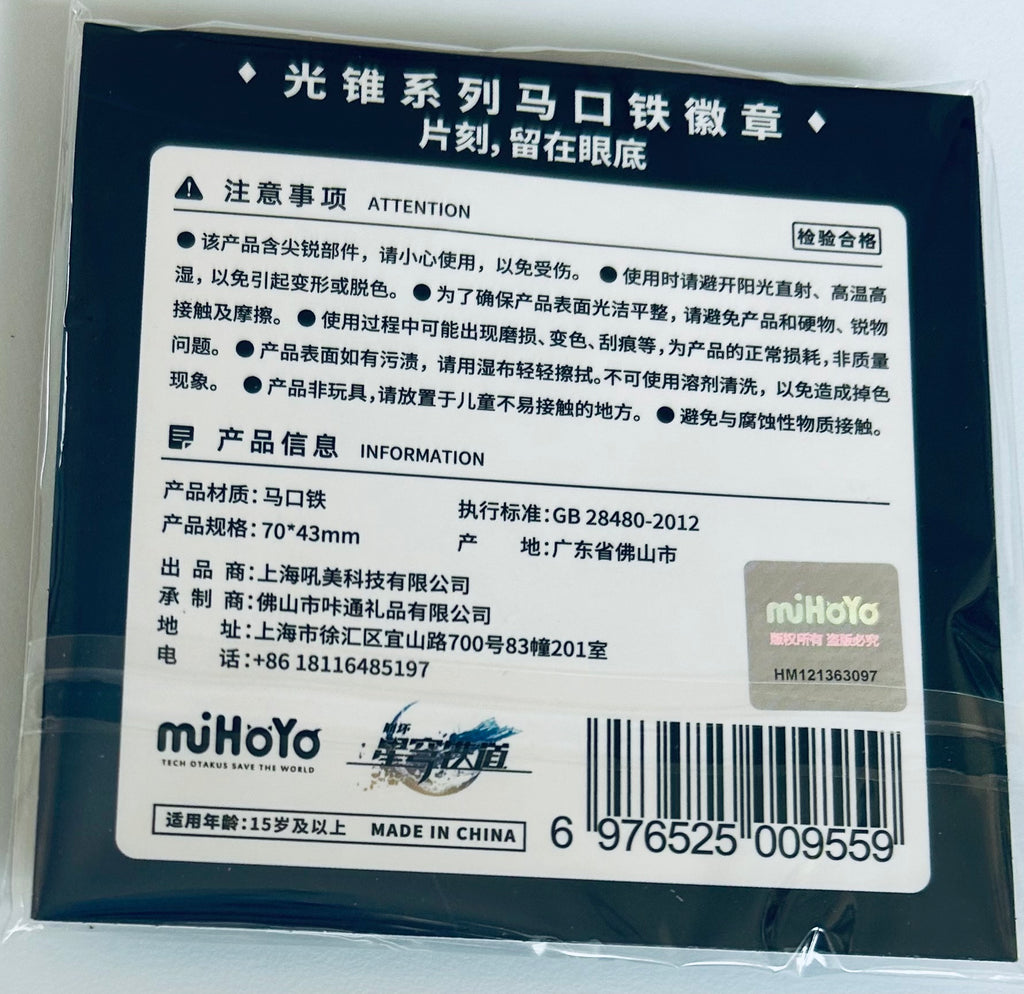 光锥系列马口铁徽章
片刻，留在眼底
注意事项 ATTENTION
检验合格
●该产品含尖锐部件，请小心使用，以免受伤。 ●使用时请避开阳光直射、高温高
湿，以免引起变形或脱色。 ●为了确保产品表面光洁平整，请避免产品和硬物、锐物
接触及摩擦。 ●使用过程中可能出现磨损、变色、刮痕等，为产品的正常损耗，非质量
问题。 ●产品表面如有污渍，请用湿布轻轻擦拭。不可使用溶剂清洗，以免造成掉色
现象。 ●产品非玩具，请放置于儿童不易接触的地方。 ●避免与腐蚀性物质接触。
产品信息 INFORMATION
产品材质：马口铁
执行标准：GB 28480-2012
产品规格：70*43mm
产 地：广东省佛山市
出品商：上海吼美科技有限公司
承制商：佛山市咔通礼品有限公司
地 址：上海市徐汇区宜山路700号83幢201室
电 话：+86 18116485197
miHoYo
版权所有 盗版必究
HM121363097
miHoYo
TECH OTAKUS SAVE THE WORLD
崩坏
星穹铁道
适用年龄：15岁及以上 MADE IN CHINA
6 976525 009559